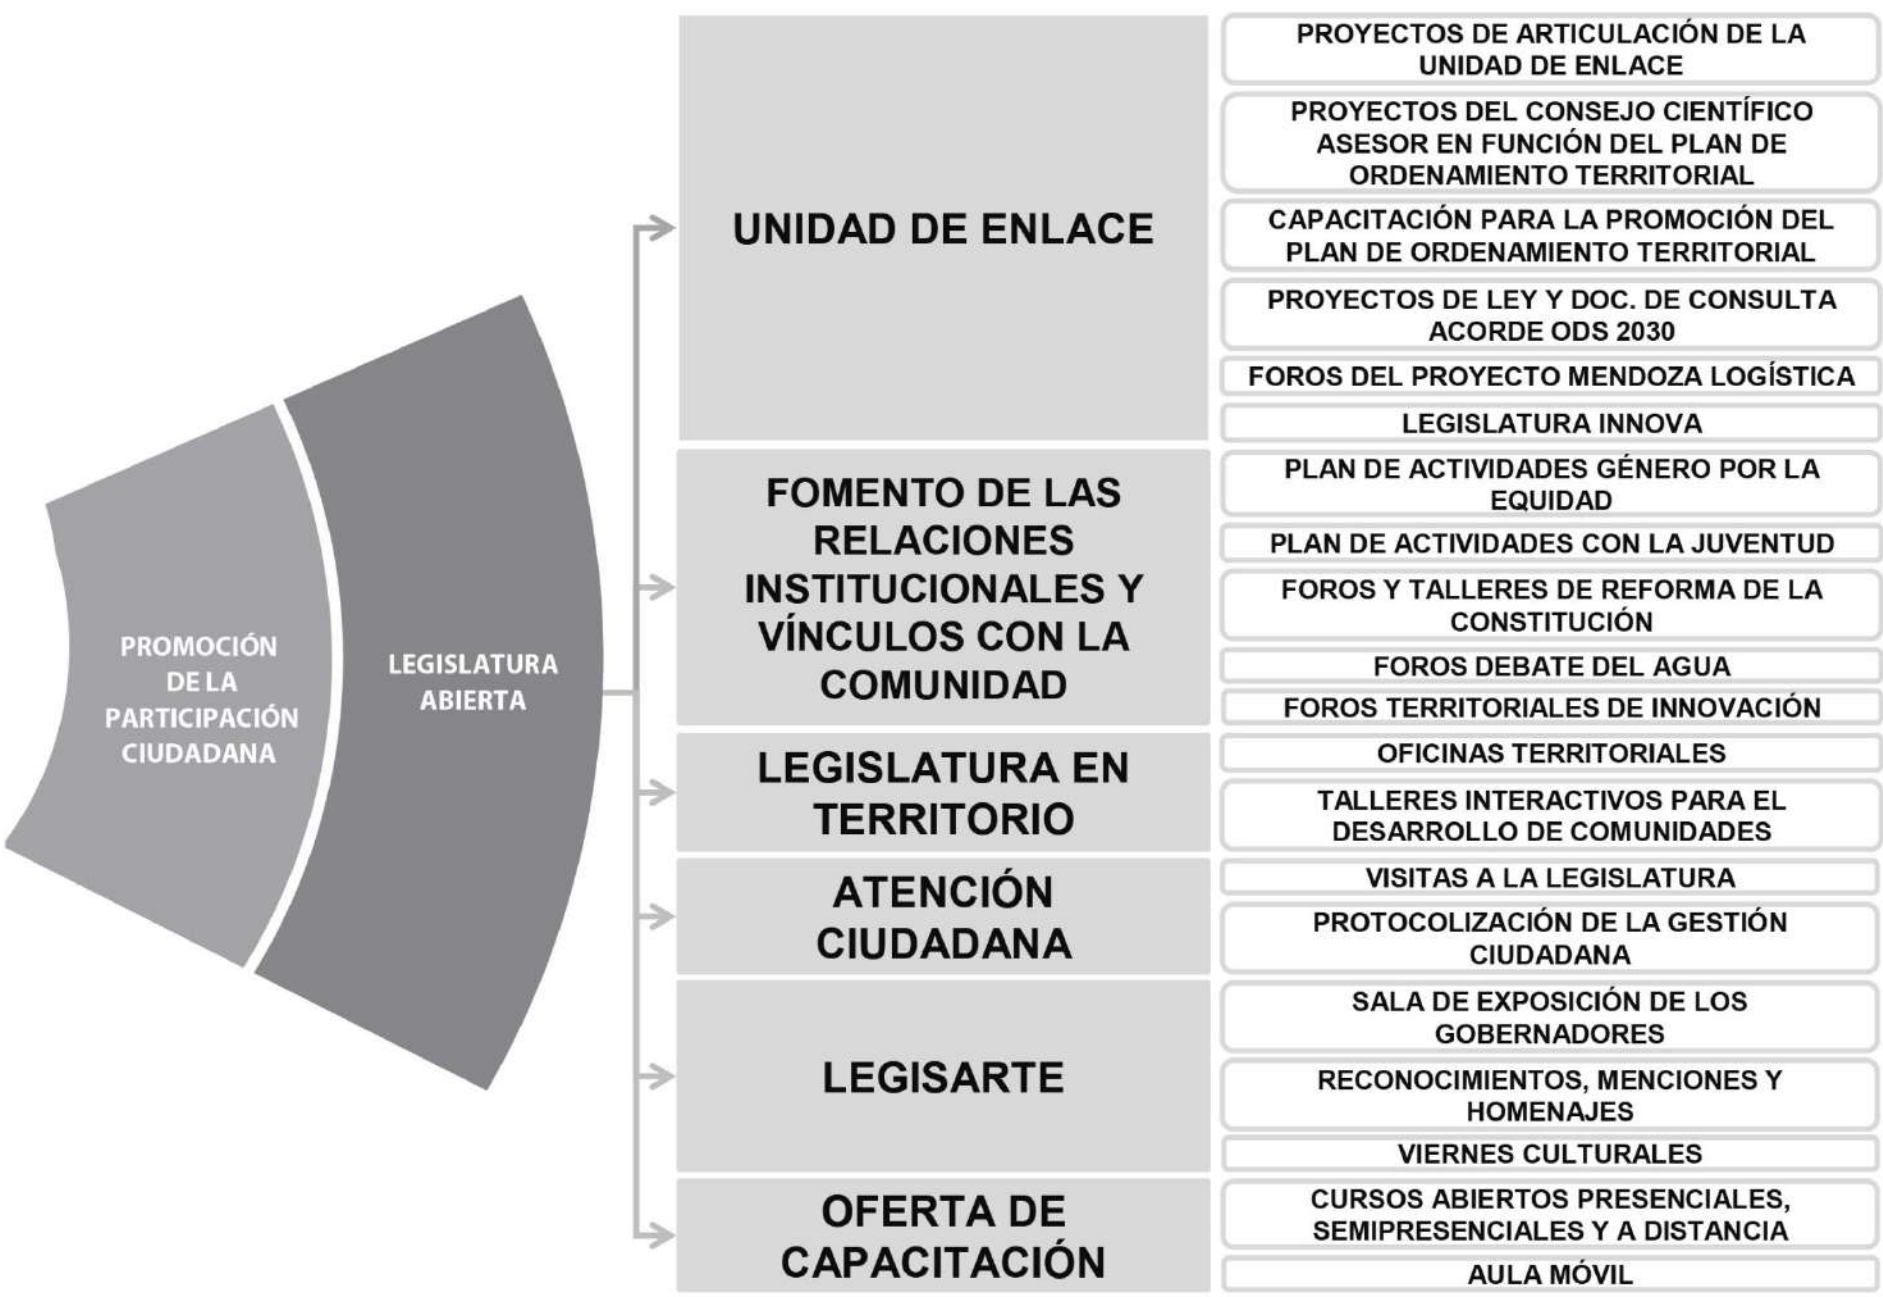 PROMOCIÓN
DE LA
PARTICIPACIÓN
CIUDADANA
LEGISLATURA
ABIERTA
UNIDAD DE ENLACE
PROYECTOS DE ARTICULACIÓN DE LA
UNIDAD DE ENLACE
PROYECTOS DEL CONSEJO CIENTÍFICO
ASESOR EN FUNCIÓN DEL PLAN DE
ORDENAMIENTO TERRITORIAL
CAPACITACIÓN PARA LA PROMOCIÓN DEL
PLAN DE ORDENAMIENTO TERRITORIAL
PROYECTOS DE LEY Y DOC. DE CONSULTA
ACORDE ODS 2030
FOROS DEL PROYECTO MENDOZA LOGÍSTICA
LEGISLATURA INNOVA
FOMENTO DE LAS
RELACIONES
INSTITUCIONALES Y
VÍNCULOS CON LA
COMUNIDAD
PLAN DE ACTIVIDADES GÉNERO POR LA
EQUIDAD
PLAN DE ACTIVIDADES CON LA JUVENTUD
FOROS Y TALLERES DE REFORMA DE LA
CONSTITUCIÓN
FOROS DEBATE DEL AGUA
FOROS TERRITORIALES DE INNOVACIÓN
LEGISLATURA EN
TERRITORIO
OFICINAS TERRITORIALES
TALLERES INTERACTIVOS PARA EL
DESARROLLO DE COMUNIDADES
ATENCIÓN
CIUDADANA
VISITAS A LA LEGISLATURA
PROTOCOLIZACIÓN DE LA GESTIÓN
CIUDADANA
LEGISARTE
SALA DE EXPOSICIÓN DE LOS
GOBERNADORES
RECONOCIMIENTOS, MENCIONES Y
HOMENAJES
VIERNES CULTURALES
OFERTA DE
CAPACITACIÓN
CURSOS ABIERTOS PRESENCIALES,
SEMIPRESENCIALES Y A DISTANCIA
AULA MÓVIL